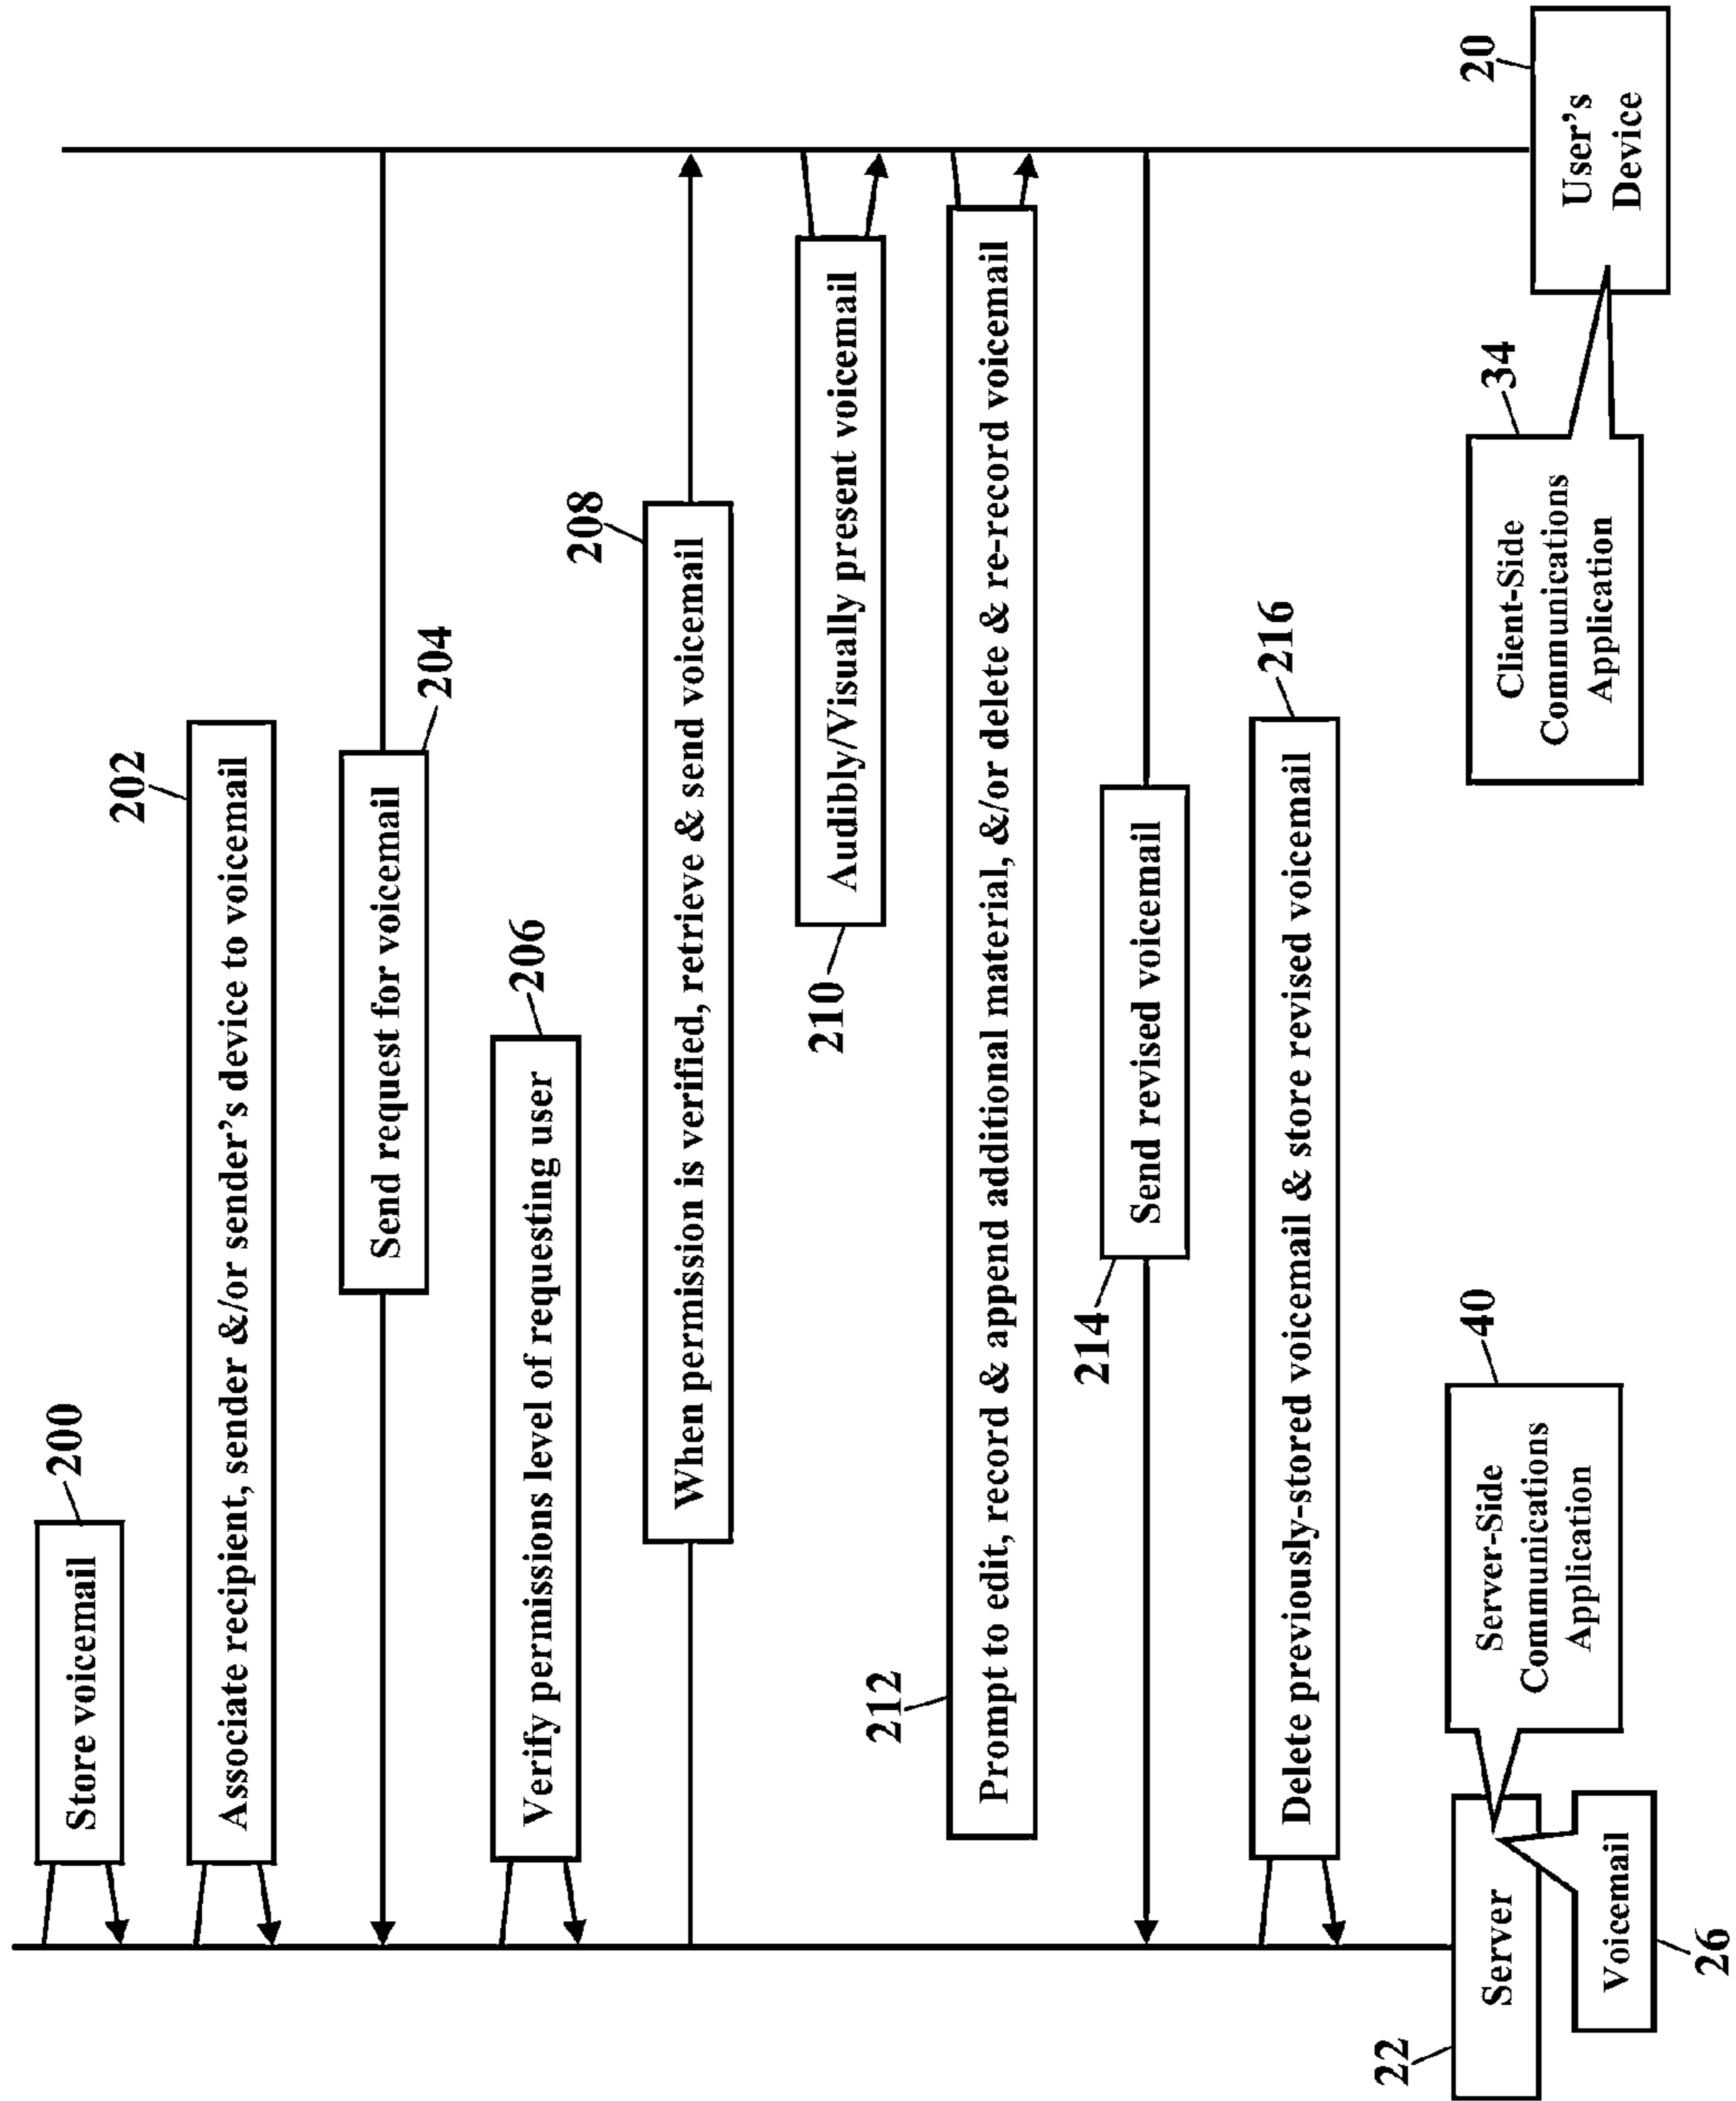 200
Store voicemail
202
Associate recipient, sender &/or sender's device to voicemail
Send request for voicemail
204
206
Verify permissions level of requesting user
208
When permission is verified, retrieve & send voicemail
Audibly/Visually present voicemail
210
212
Prompt to edit, record & append additional material, &/or delete & re-record voicemail
Send revised voicemail
214
216
Delete previously-stored voicemail & store revised voicemail
22
Server
Voicemail
26
40
Server-Side
Communications
Application
34
Client-Side
Communications
Application
20
User's
Device